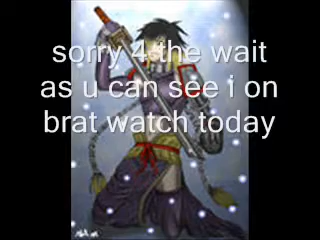 sorry 4 the wait
as u can see i on
brat watch today